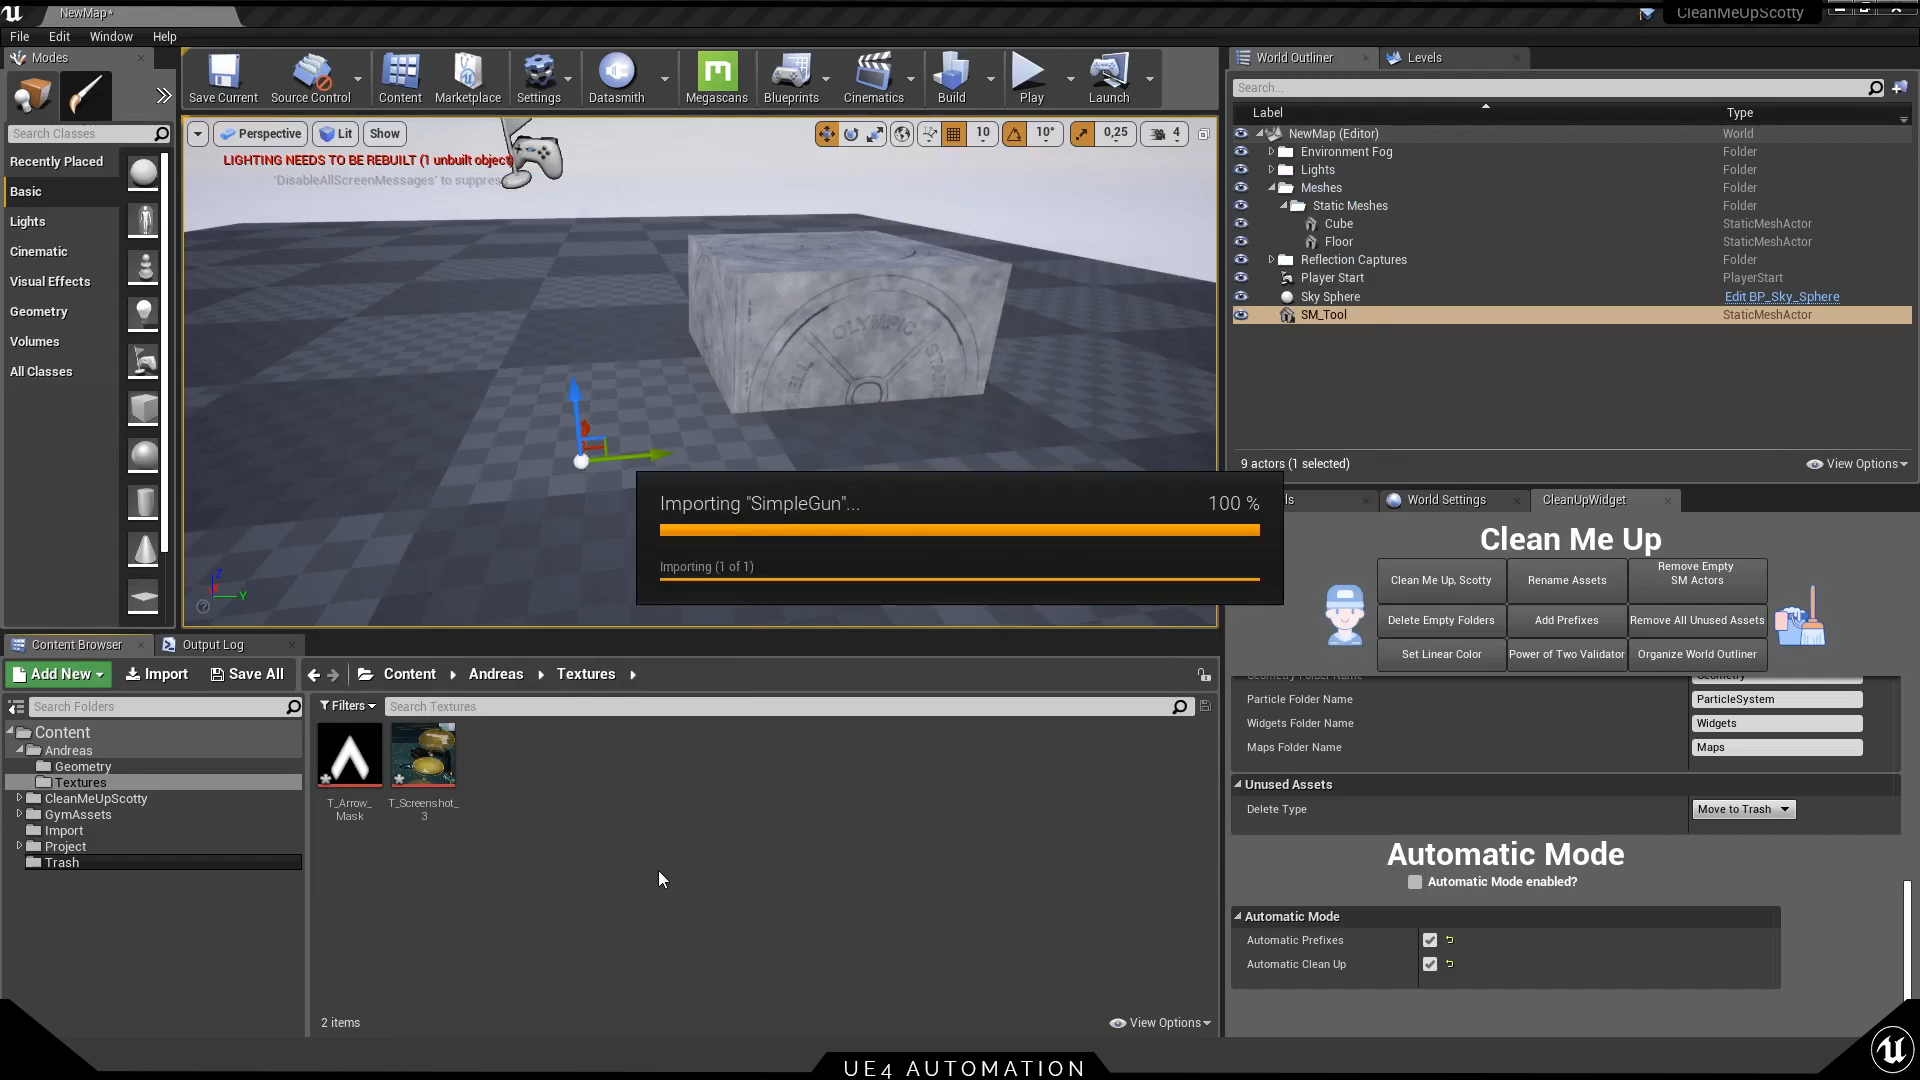 NewMap*
CleanMeUpScotty
File Edit Window Help
Modes
Search Classes
Recently Placed
Basic
Lights
Cinematic
Visual Effects
Geometry
Volumes
All Classes
Save Current
Source Control
Content
Marketplace
Settings
Datasmith
Megascans
Blueprints
Cinematics
Build
Play
Launch
Perspective
Lit
Show
10
10°
0,25
4
LIGHTING NEEDS TO BE REBUILT (1 unbuilt object)
'DisableAllScreenMessages' to suppress
OLYMPIC
Z
Y
World Outliner
Levels
Search...
Label Type
NewMap (Editor) World
Environment Fog Folder
Lights Folder
Meshes Folder
Static Meshes Folder
Cube StaticMeshActor
Floor StaticMeshActor
Reflection Captures Folder
Player Start PlayerStart
Sky Sphere Edit BP_Sky_Sphere
SM_Tool StaticMeshActor
9 actors (1 selected)
View Options
Importing "SimpleGun"... 100 %
Importing (1 of 1)
World Settings
CleanUpWidget
Clean Me Up
Clean Me Up, Scotty
Rename Assets
Remove Empty
SM Actors
Delete Empty Folders
Add Prefixes
Remove All Unused Assets
Set Linear Color
Power of Two Validator
Organize World Outliner
Geometry Folder Name Geometry
Particle Folder Name ParticleSystem
Widgets Folder Name Widgets
Maps Folder Name Maps
Unused Assets
Delete Type Move to Trash
Automatic Mode
Automatic Mode enabled?
Automatic Mode
Automatic Prefixes
Automatic Clean Up
Content Browser
Output Log
Add New
Import
Save All
Content
Andreas
Textures
Search Folders
Filters
Search Textures
Content
Andreas
Geometry
Textures
CleanMeUpScotty
GymAssets
Import
Project
Trash
T_Arrow_
Mask
T_Screenshot_
3
2 items
View Options
UE4 AUTOMATION